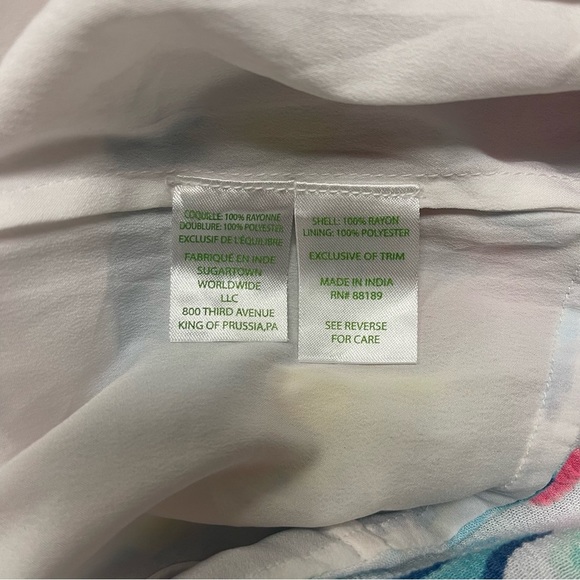 COQUILLE: 100% RAYONNE
DOUBLURE: 100% POLYESTER
EXCLUSIF DE L'ÉQUILIBRE
FABRIQUÉ EN INDE
SUGARTOWN
WORLDWIDE
LLC
800 THIRD AVENUE
KING OF PRUSSIA,PA
SHELL: 100% RAYON
LINING: 100% POLYESTER
EXCLUSIVE OF TRIM
MADE IN INDIA
RN# 88189
SEE REVERSE
FOR CARE